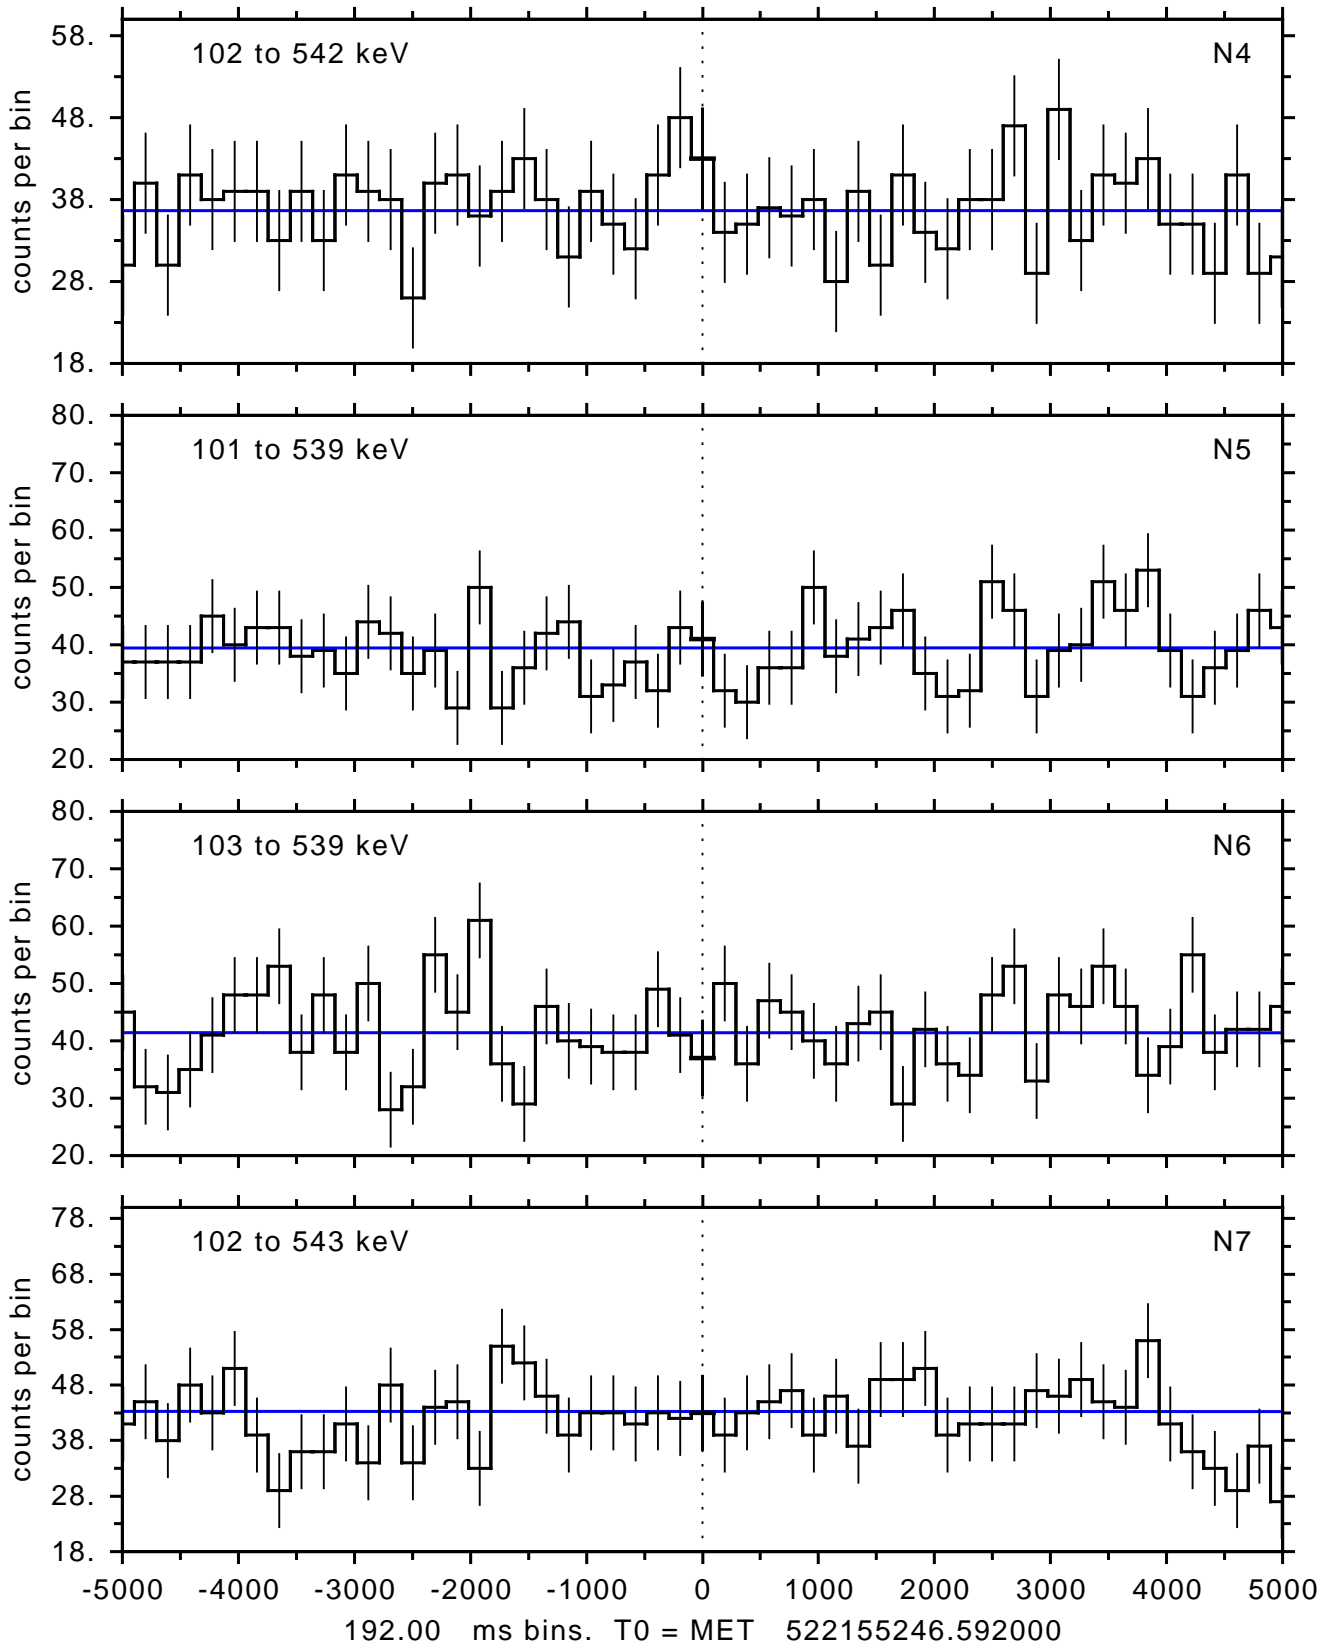 58.
102 to 542 keV N4
48.
38.
28.
18.
counts per bin
80.
101 to 539 keV N5
70.
60.
50.
40.
30.
20.
counts per bin
80.
103 to 539 keV N6
70.
60.
50.
40.
30.
20.
counts per bin
78.
102 to 543 keV N7
68.
58.
48.
38.
28.
18.
counts per bin
-5000 -4000 -3000 -2000 -1000 0 1000 2000 3000 4000 5000
192.00 ms bins. T0 = MET 522155246.592000